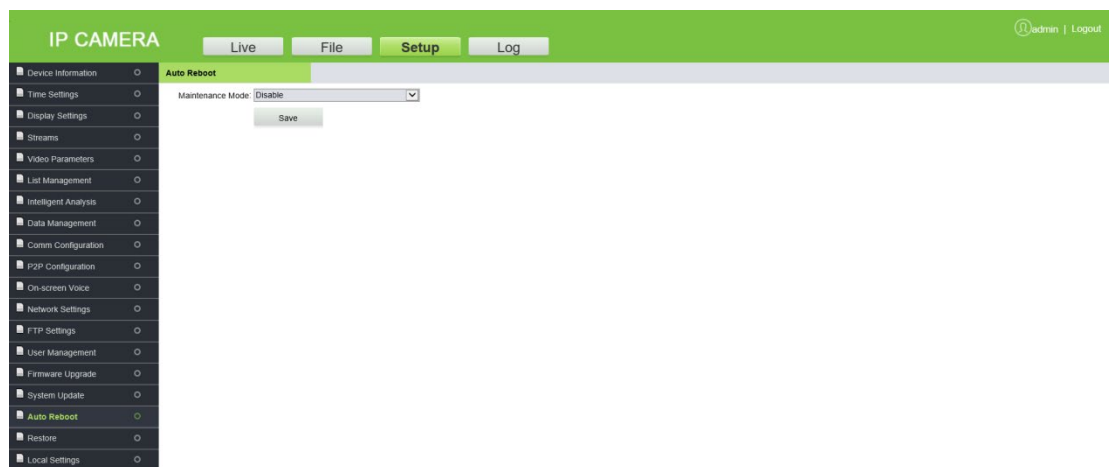 IP CAMERA
Live File Setup Log
admin | Logout
Device Information
Time Settings
Display Settings
Streams
Video Parameters
List Management
Intelligent Analysis
Data Management
Comm Configuration
P2P Configuration
On-screen Voice
Network Settings
FTP Settings
User Management
Firmware Upgrade
System Update
Auto Reboot
Restore
Local Settings
Auto Reboot
Maintenance Mode: Disable
Save